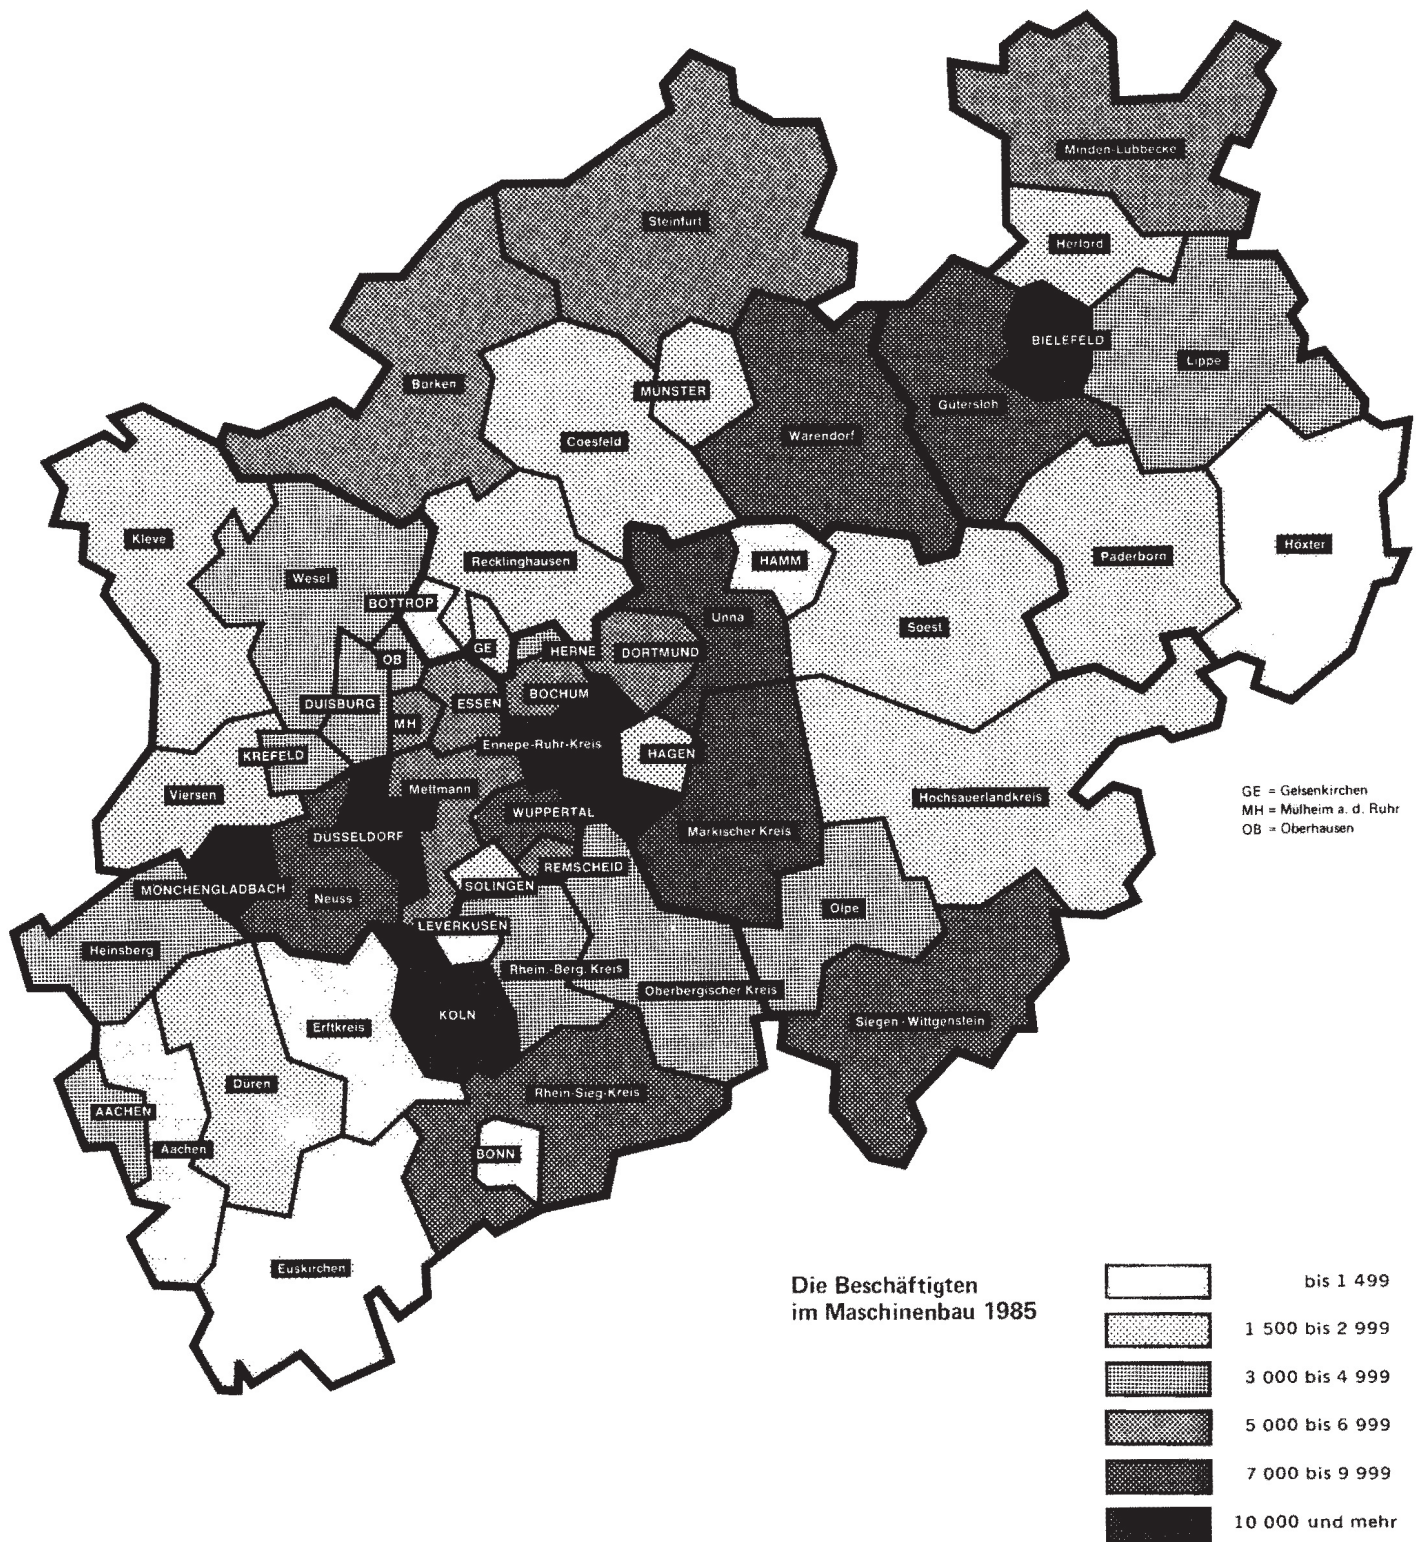 Minden-Lübbecke
Steinfurt
Herford
BIELEFELD
Lippe
Borken
MÜNSTER
Gütersloh
Coesfeld
Warendorf
Kleve
Höxter
Paderborn
Recklinghausen
HAMM
Wesel
BOTTROP
Unna
Soest
GE
HERNE
DORTMUND
OB
BOCHUM
DUISBURG
ESSEN
MH
Ennepe-Ruhr-Kreis
HAGEN
KREFELD
Mettmann
Viersen
Hochsauerlandkreis
GE = Gelsenkirchen
MH = Mülheim a. d. Ruhr
OB = Oberhausen
WUPPERTAL
DÜSSELDORF
Märkischer Kreis
REMSCHEID
MÖNCHENGLADBACH
SOLINGEN
Neuss
Olpe
LEVERKUSEN
Heinsberg
Rhein.-Berg. Kreis
Oberbergischer Kreis
KÖLN
Erftkreis
Siegen-Wittgenstein
Düren
Rhein-Sieg-Kreis
AACHEN
Aachen
BONN
Euskirchen
Die Beschäftigten
im Maschinenbau 1985
bis 1 499
1 500 bis 2 999
3 000 bis 4 999
5 000 bis 6 999
7 000 bis 9 999
10 000 und mehr